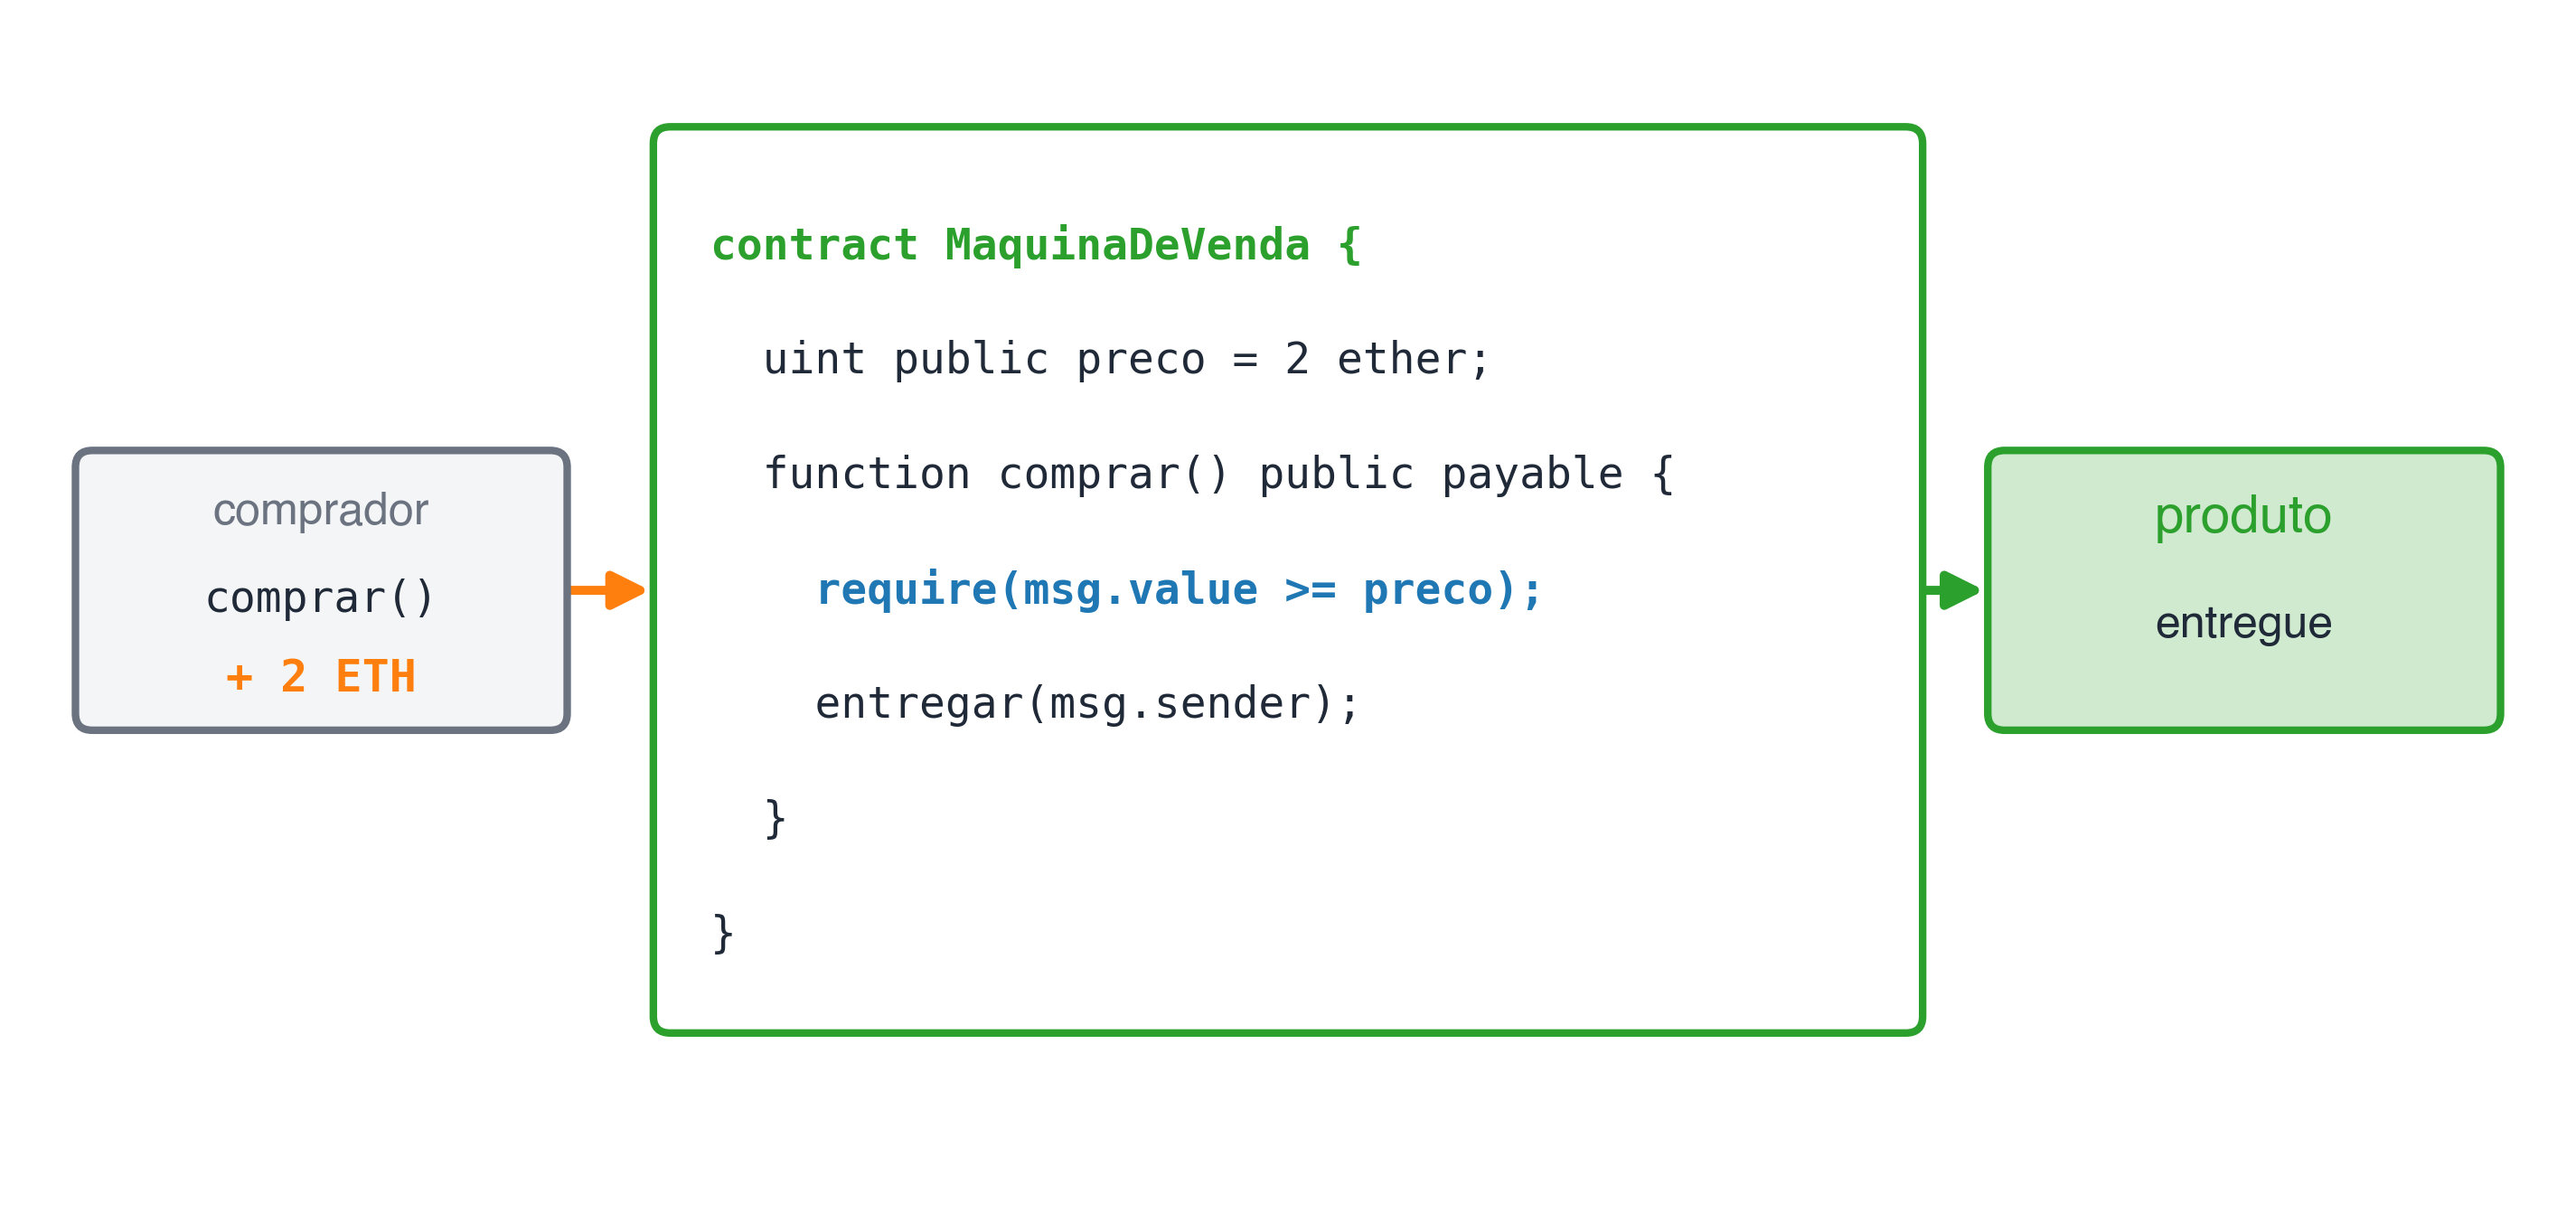 comprador
comprar()
+ 2 ETH
contract MaquinaDeVenda {
uint public preco = 2 ether;
function comprar() public payable {
require(msg.value >= preco);
entregar(msg.sender);
}
}
produto
entregue